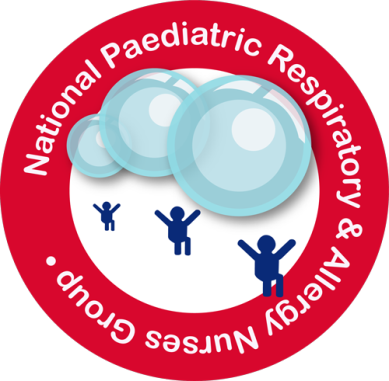 National Paediatric Respiratory & Allergy Nurses Group •